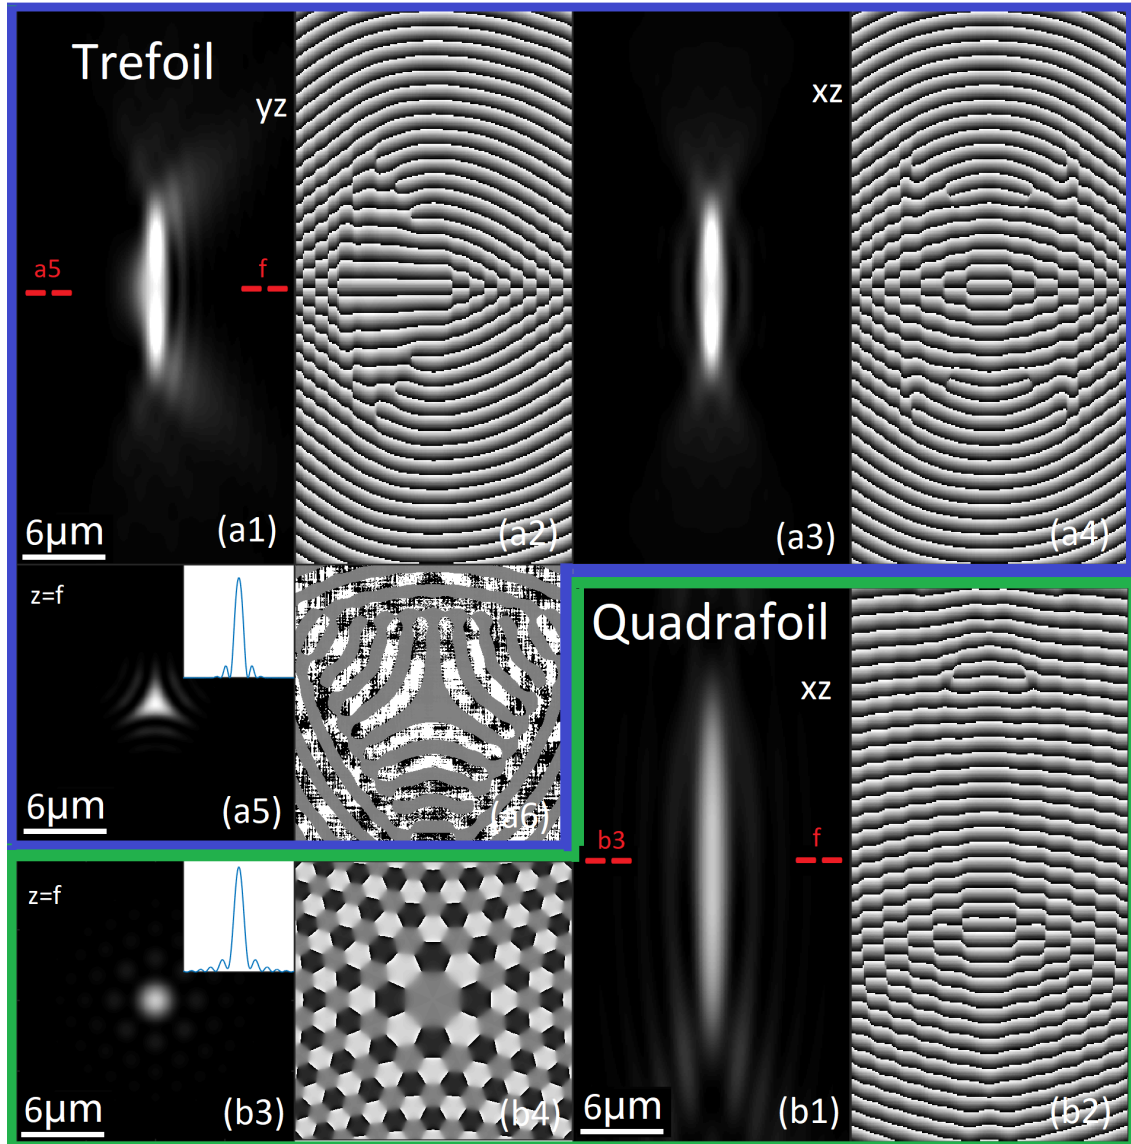 Trefoil
yz
xz
a5
f
6μm
(a1)
(a2)
(a3)
(a4)
z=f
6μm
(a5)
(a6)
Quadrafoil
xz
b3
f
z=f
6μm
(b3)
(b4)
6μm
(b1)
(b2)